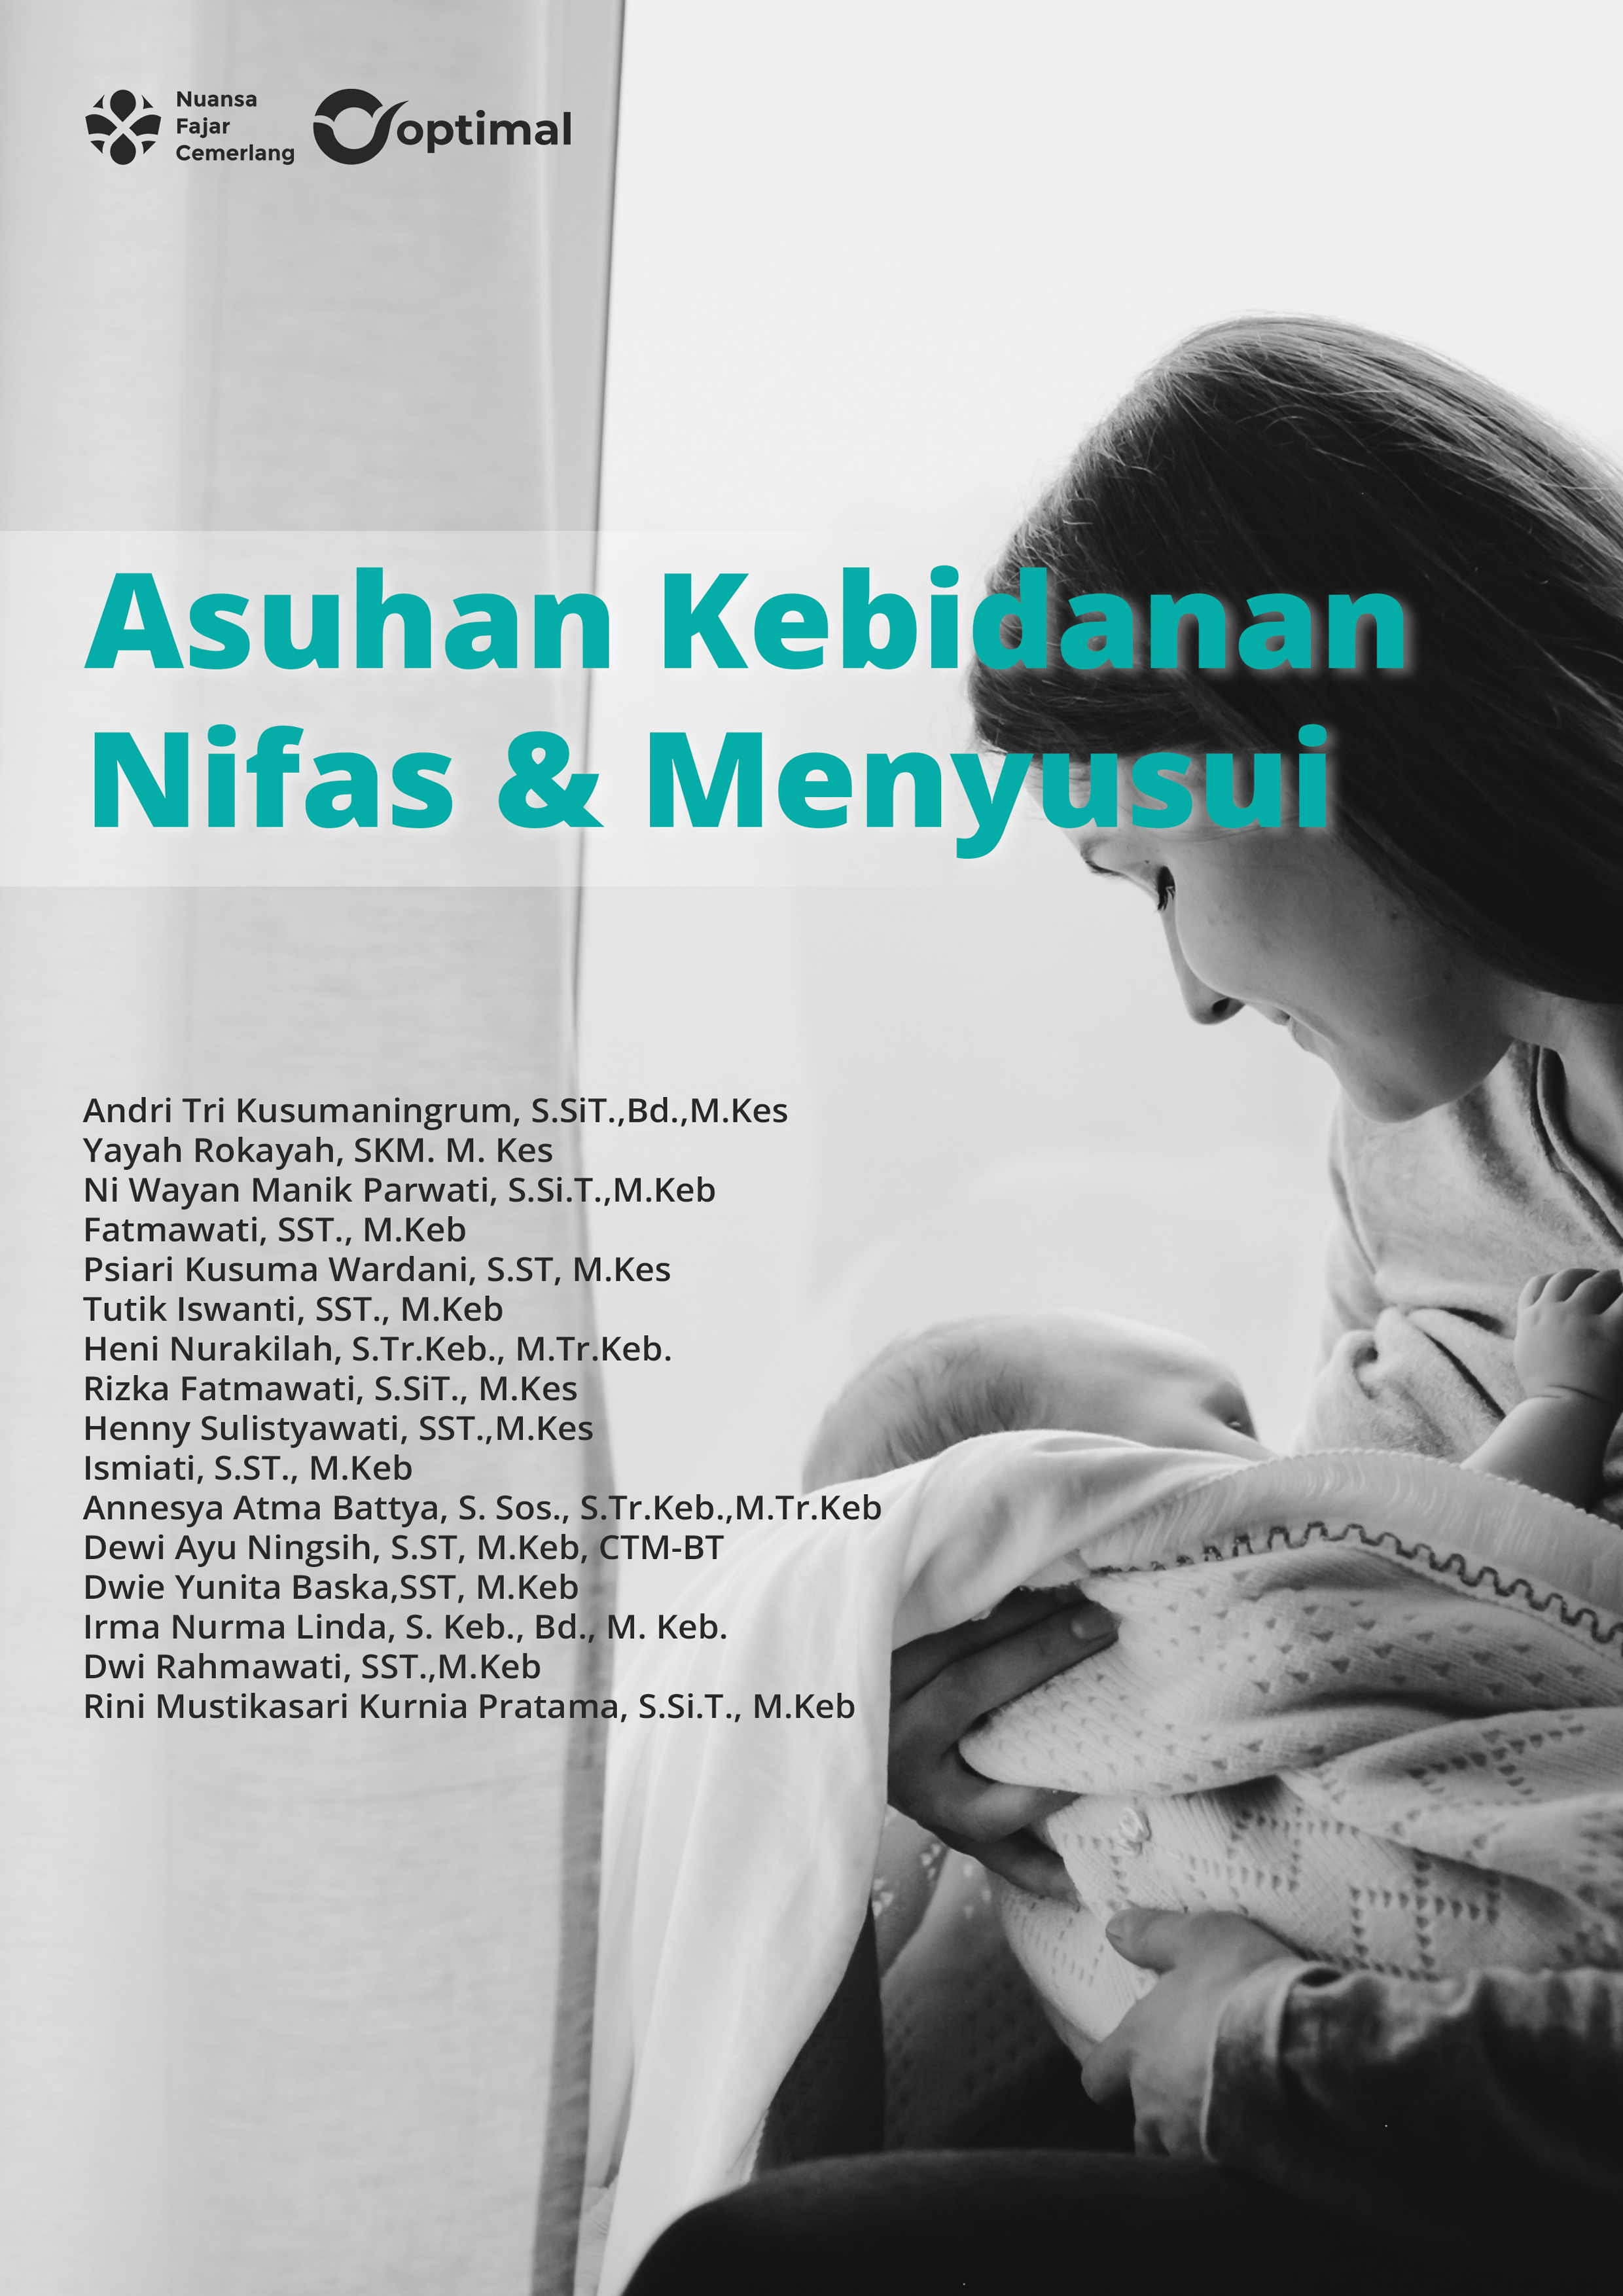 Nuansa
Fajar
Cemerlang
optimal
Asuhan Kebidanan
Nifas & Menyusui
Andri Tri Kusumaningrum, S.SiT.,Bd.,M.Kes
Yayah Rokayah, SKM. M. Kes
Ni Wayan Manik Parwati, S.Si.T.,M.Keb
Fatmawati, SST., M.Keb
Psiari Kusuma Wardani, S.ST, M.Kes
Tutik Iswanti, SST., M.Keb
Heni Nurakilah, S.Tr.Keb., M.Tr.Keb.
Rizka Fatmawati, S.SiT., M.Kes
Henny Sulistyawati, SST.,M.Kes
Ismiati, S.ST., M.Keb
Annesya Atma Battya, S. Sos., S.Tr.Keb.,M.Tr.Keb
Dewi Ayu Ningsih, S.ST, M.Keb, CTM-BT
Dwie Yunita Baska,SST, M.Keb
Irma Nurma Linda, S. Keb., Bd., M. Keb.
Dwi Rahmawati, SST.,M.Keb
Rini Mustikasari Kurnia Pratama, S.Si.T., M.Keb